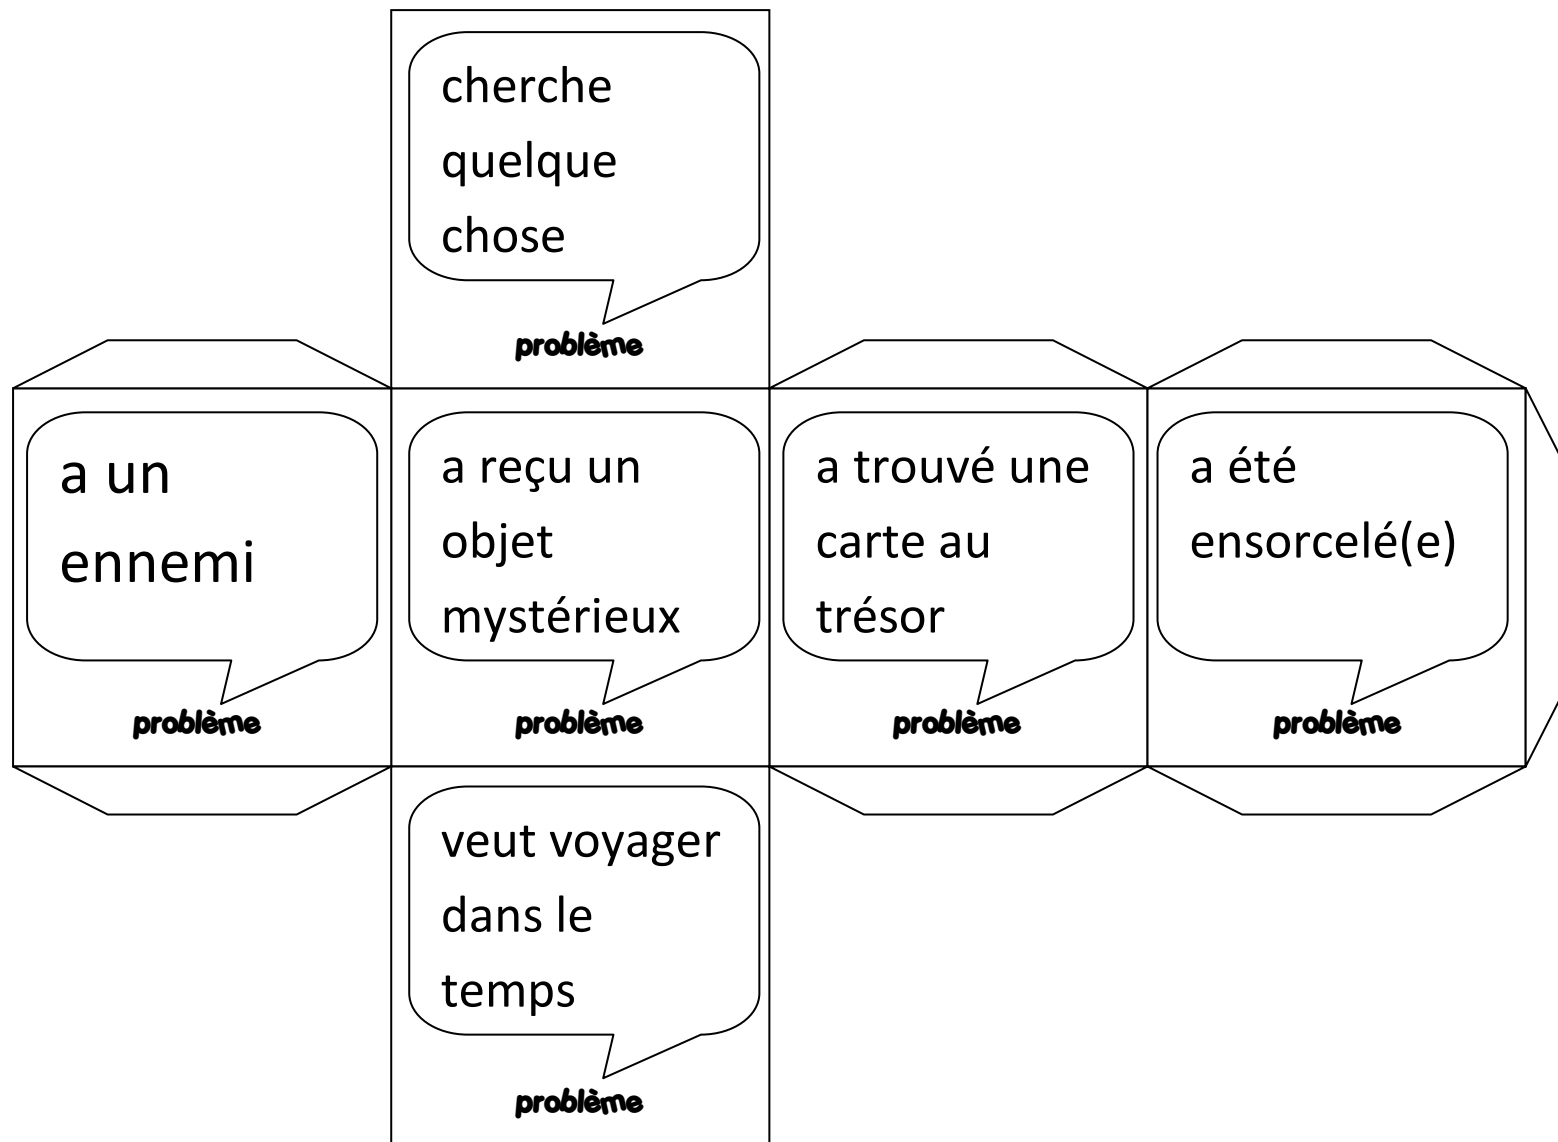 cherche
quelque
chose
problème
a un
ennemi
problème
a reçu un
objet
mystérieux
problème
a trouvé une
carte au
trésor
problème
a été
ensorcelé(e)
problème
veut voyager
dans le
temps
problème